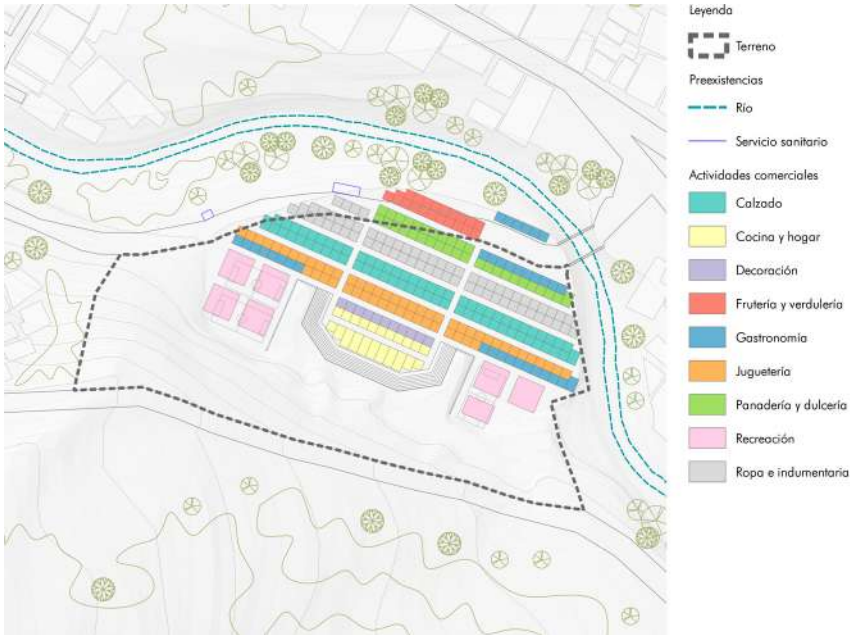 Leyenda
Terreno
Preexistencias
Río
Servicio sanitario
Actividades comerciales
Calzado
Cocina y hogar
Decoración
Frutería y verdulería
Gastronomía
Juguetería
Panadería y dulcería
Recreación
Ropa e indumentaria